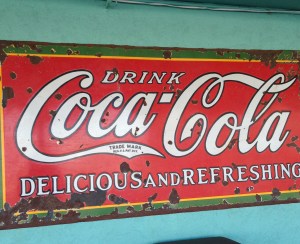 DRINK
Coca-Cola
TRADE MARK
DELICIOUS AND REFRESHING